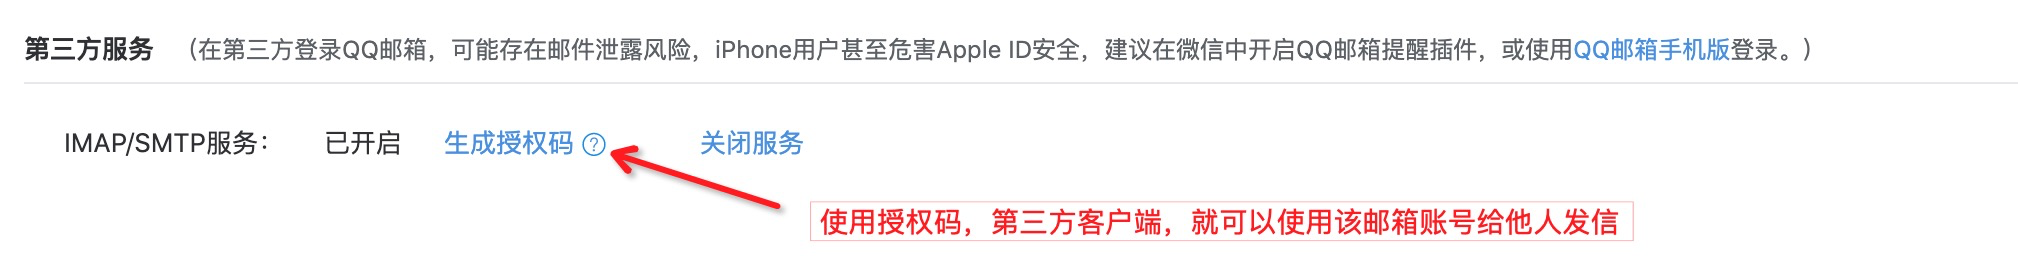 第三方服务 （在第三方登录QQ邮箱，可能存在邮件泄露风险，iPhone用户甚至危害Apple ID安全，建议在微信中开启QQ邮箱提醒插件，或使用QQ邮箱手机版登录。）
IMAP/SMTP服务： 已开启 生成授权码 ? 关闭服务
使用授权码，第三方客户端，就可以使用该邮箱账号给他人发信